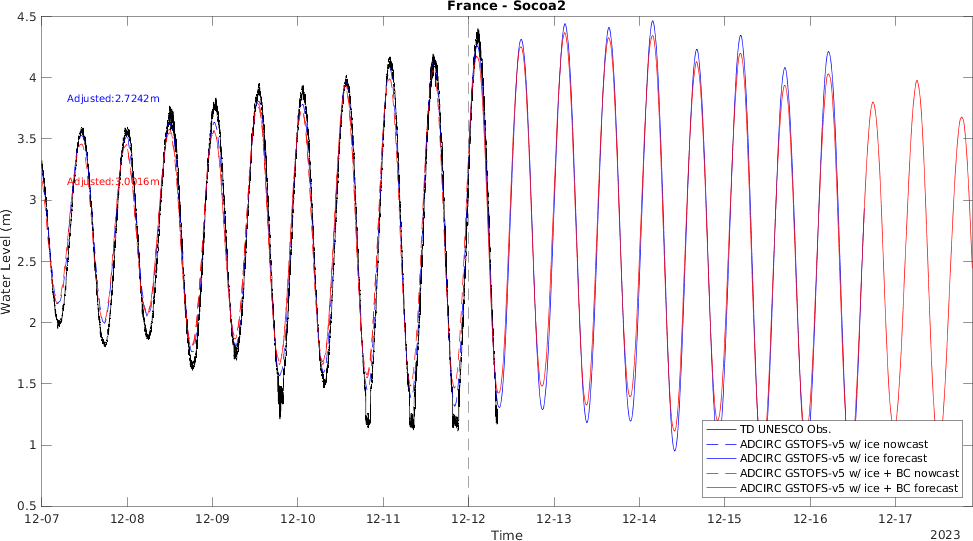 France - Socoa2
4.5
4
3.5
3
2.5
2
1.5
1
0.5
Water Level (m)
Adjusted:2.7242m
Adjusted:3.0016m
TD UNESCO Obs.
ADCIRC GSTOFS-v5 w/ ice nowcast
ADCIRC GSTOFS-v5 w/ ice forecast
ADCIRC GSTOFS-v5 w/ ice + BC nowcast
ADCIRC GSTOFS-v5 w/ ice + BC forecast
12-07 12-08 12-09 12-10 12-11 12-12 12-13 12-14 12-15 12-16 12-17
Time
2023